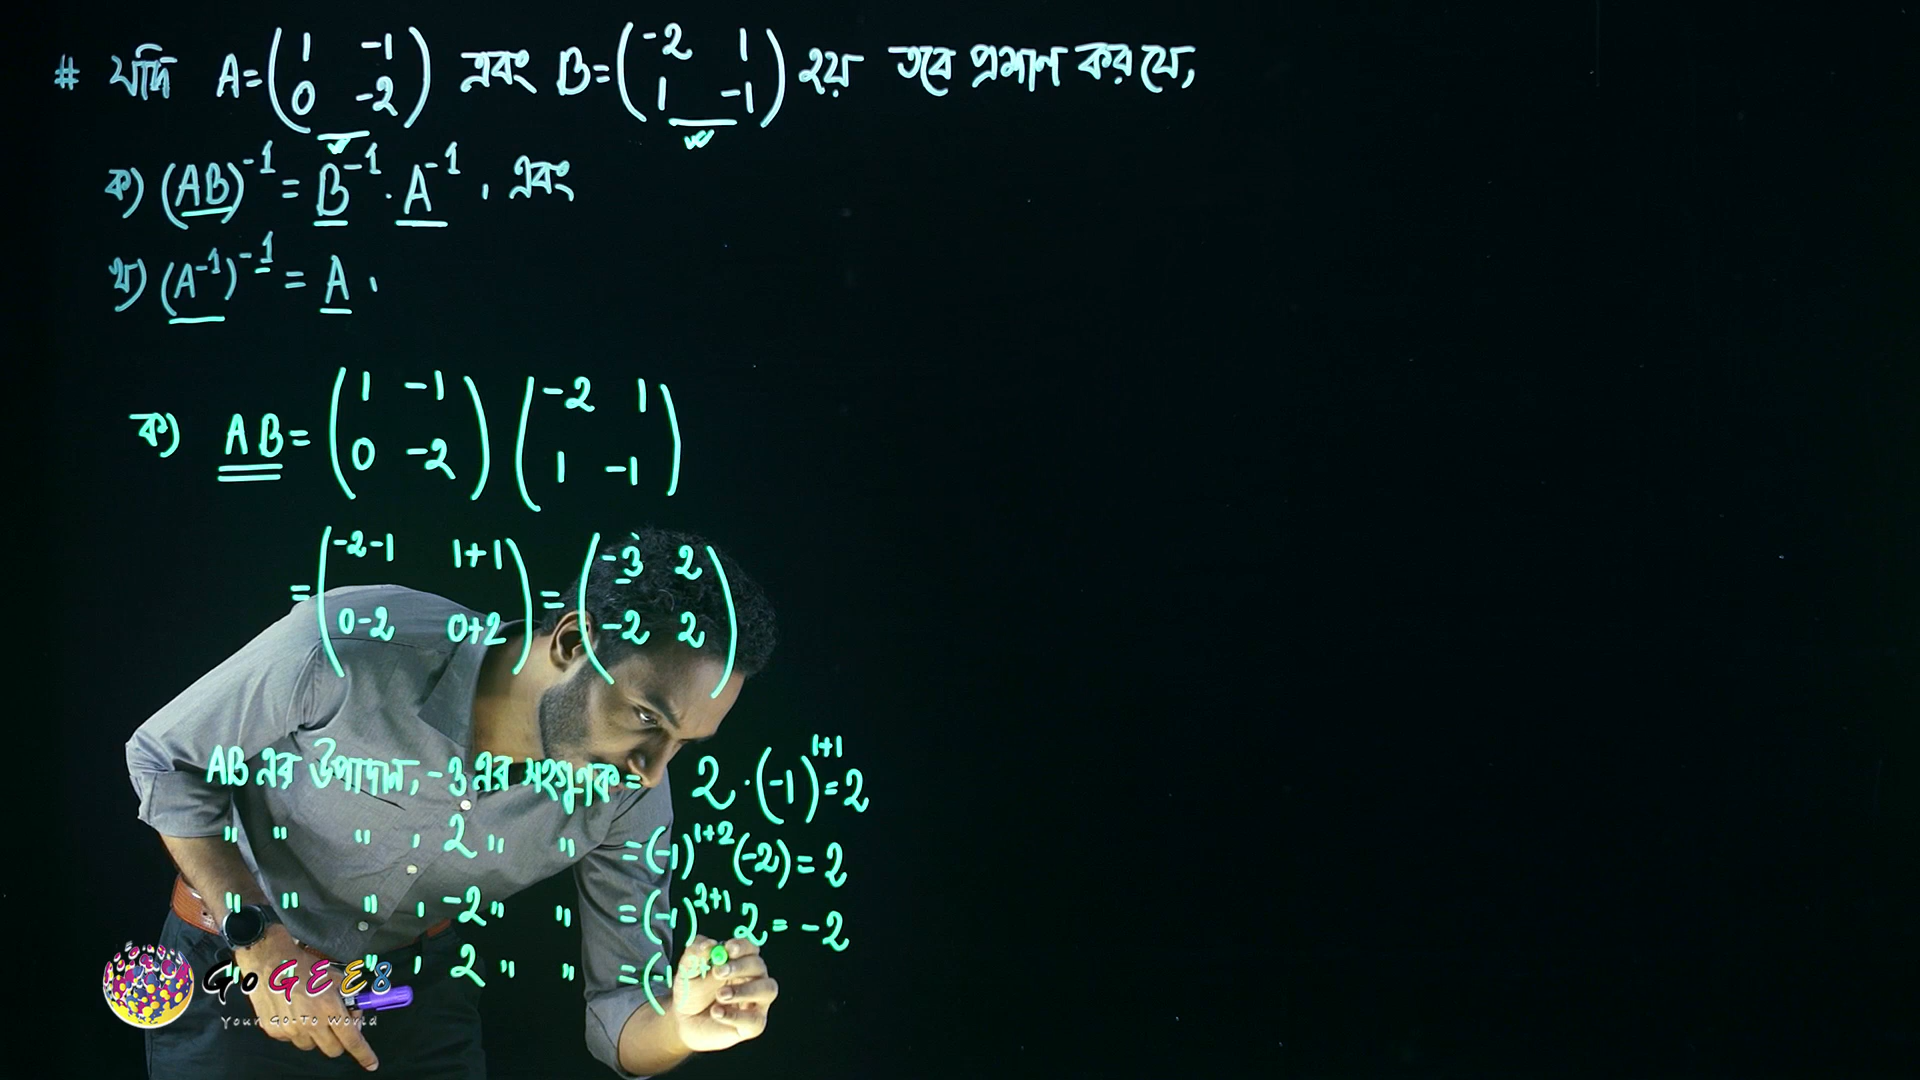 # যদি A = (1 -1 0 -2) এবং B = (-2 1 1 -1) হয় তবে প্রমাণ কর যে,
ক) (AB)⁻¹ = B⁻¹ . A⁻¹ , এবং
খ) (A⁻¹)⁻¹ = A ,
ক) AB = (1 -1 0 -2) (-2 1 1 -1)
= (-2-1 1+1 0-2 0+2) = (-3 2 -2 2)
AB এর উপাদান, -3 এর সহগুণক = 2 · (-1)¹⁺¹ = 2
" " " , 2 " " = (-1)¹⁺² (-2) = 2
" " " , -2 " " = (-1)²⁺¹ 2 = -2
" " , 2 " " = (-1)²⁺
GoGEE8
Your Go-To World